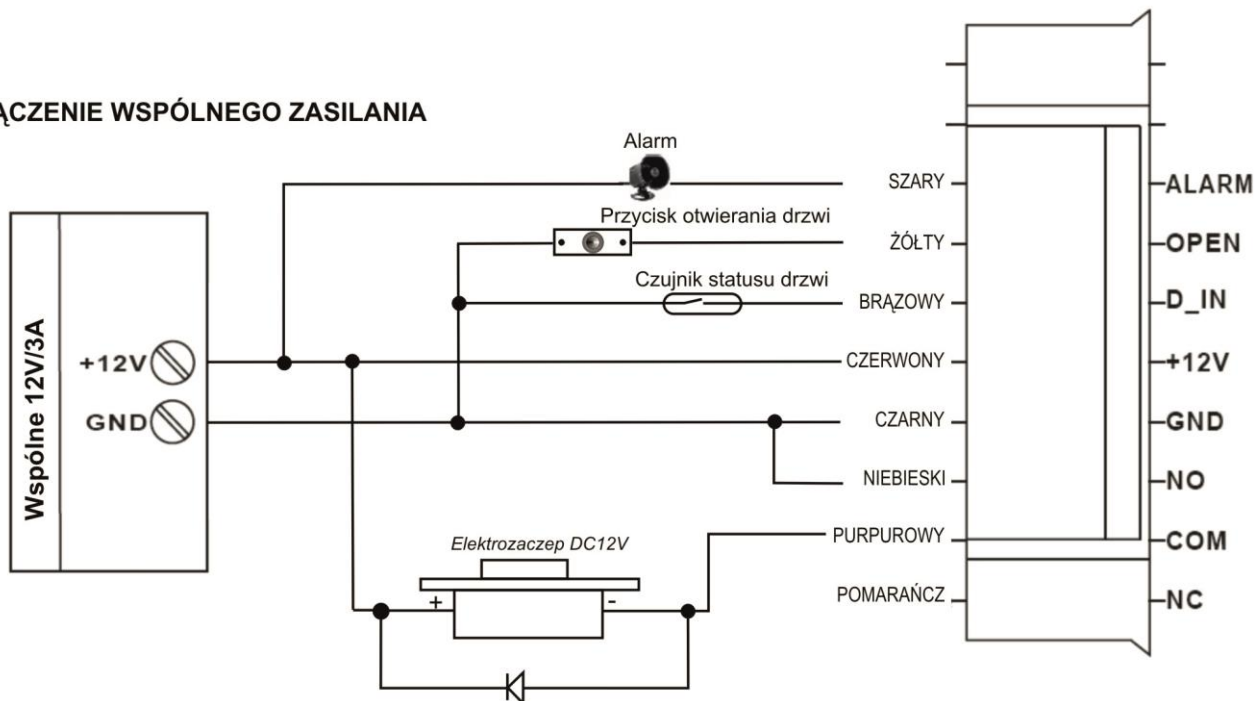 ĄCZENIE WSPÓLNEGO ZASILANIA
Alarm
SZARY
ALARM
Przycisk otwierania drzwi
ŻÓŁTY
OPEN
Czujnik statusu drzwi
BRĄZOWY
D_IN
Wspólne 12V/3A
+12V
CZERWONY
+12V
GND
CZARNY
GND
NIEBIESKI
NO
PURPUROWY
COM
Elektrozaczep DC12V
+
-
POMARAŃCZ
NC